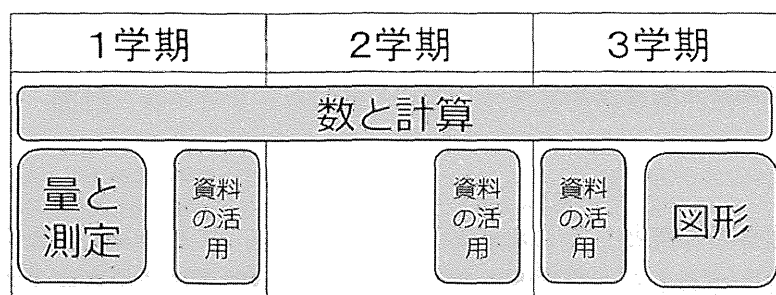 1学期
2学期
3学期
数と計算
量と
測定
資料
の活
用
資料
の活
用
資料
の活
用
図形